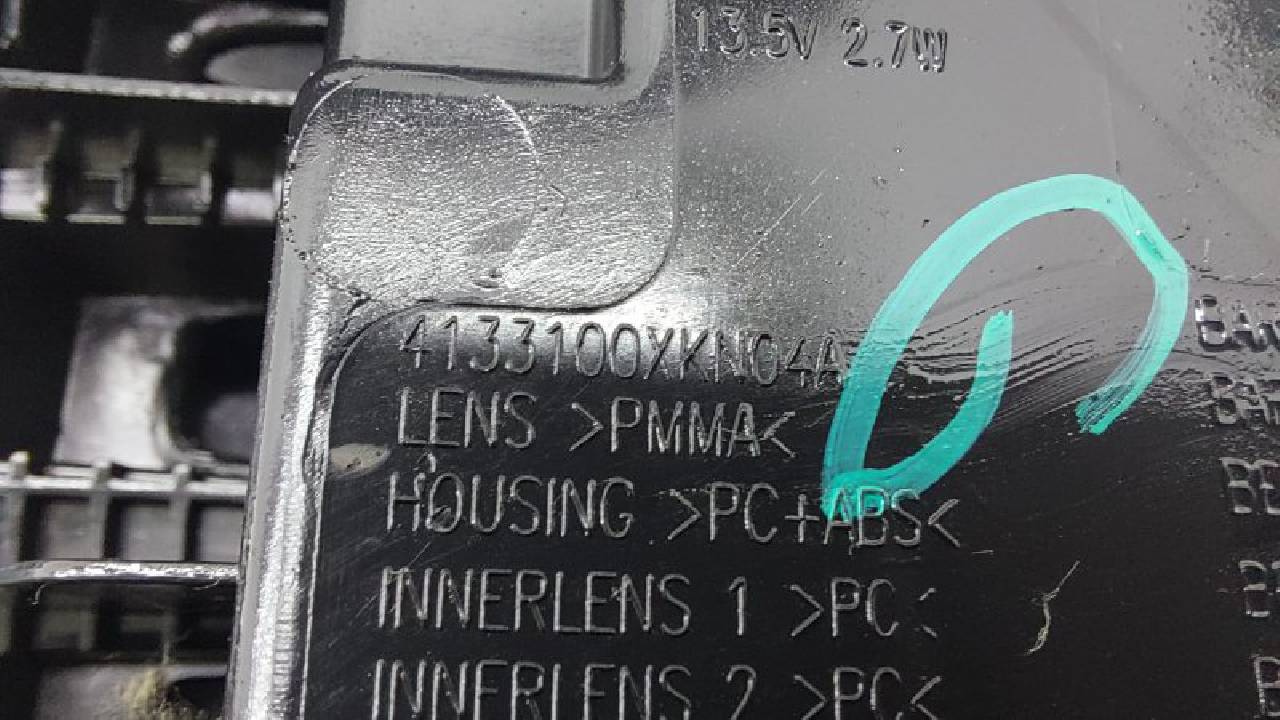 13.5V 2.7W
4133100XKN04A
LENS >PMMA<
HOUSING >PC+ABS<
INNERLENS 1 >PC<
INNERLENS 2 >PC<